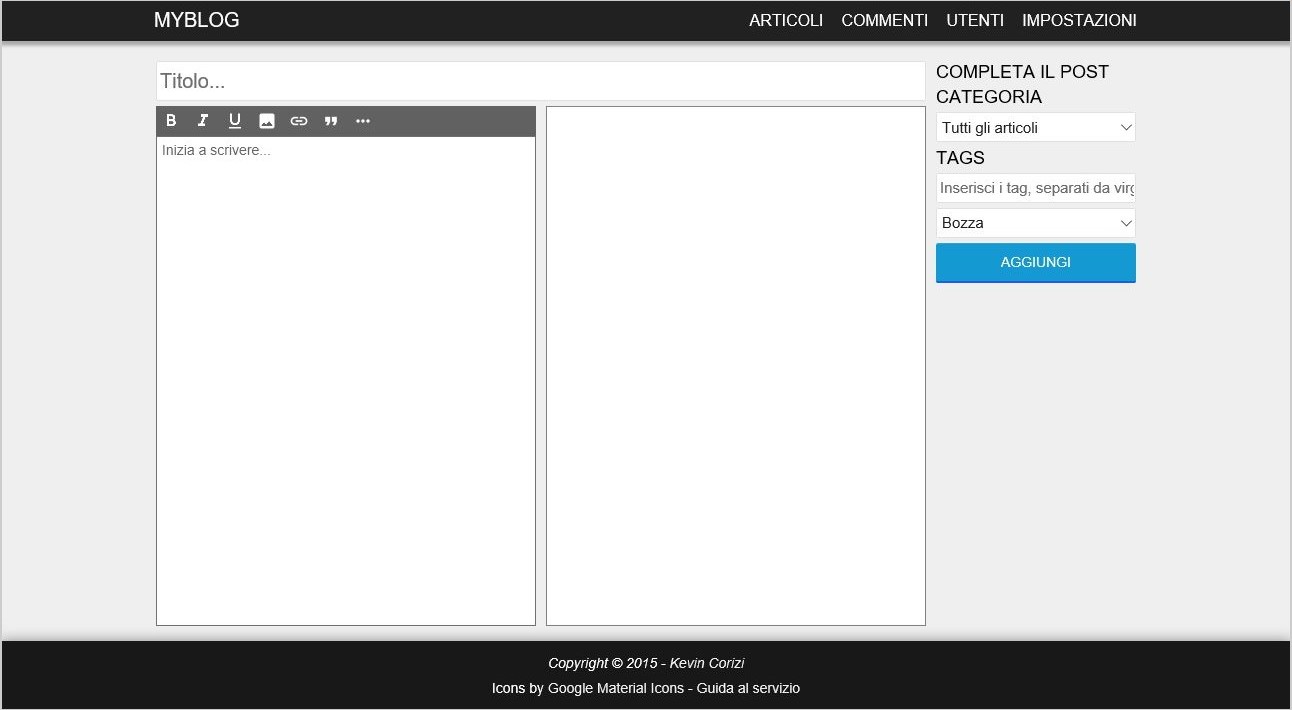 MYBLOG
ARTICOLI COMMENTI UTENTI IMPOSTAZIONI
Titolo...
B I U
Inizia a scrivere...
COMPLETA IL POST
CATEGORIA
Tutti gli articoli
TAGS
Inserisci i tag, separati da
Bozza
AGGIUNGI
Copyright © 2015 - Kevin Corizi
Icons by Google Material Icons - Guida al servizio